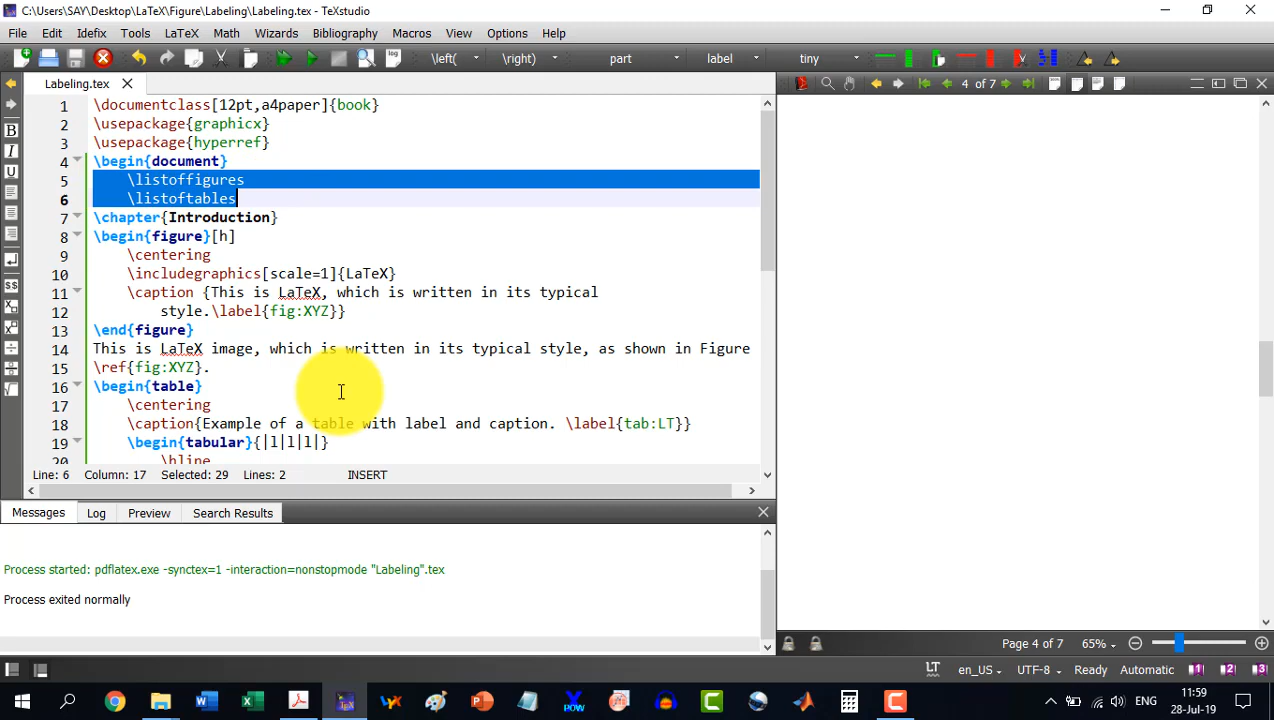 C:\Users\SAY\Desktop\LaTeX\Figure\Labeling\Labeling.tex - TeXstudio
File Edit Idefix Tools LaTeX Math Wizards Bibliography Macros View Options Help
\left( \right) part label tiny
Labeling.tex
4 of 7
1 \documentclass[12pt,a4paper]{book}
2 \usepackage{graphicx}
3 \usepackage{hyperref}
4 \begin{document}
5 \listoffigures
6 \listoftables
7 \chapter{Introduction}
8 \begin{figure}[h]
9 \centering
10 \includegraphics[scale=1]{LaTeX}
11 \caption {This is LaTeX, which is written in its typical
12 style.\label{fig:XYZ}}
13 \end{figure}
14 This is LaTeX image, which is written in its typical style, as shown in Figure
15 \ref{fig:XYZ}.
16 \begin{table}
17 \centering
18 \caption{Example of a table with label and caption. \label{tab:LT}}
19 \begin{tabular}{|l|l|l|}
20 \hline
Line: 6 Column: 17 Selected: 29 Lines: 2 INSERT
Messages Log Preview Search Results
Process started: pdflatex.exe -synctex=1 -interaction=nonstopmode "Labeling".tex
Process exited normally
Page 4 of 7 65%
LT en_US UTF-8 Ready Automatic 1 2 3
ENG 11:59
28-Jul-19